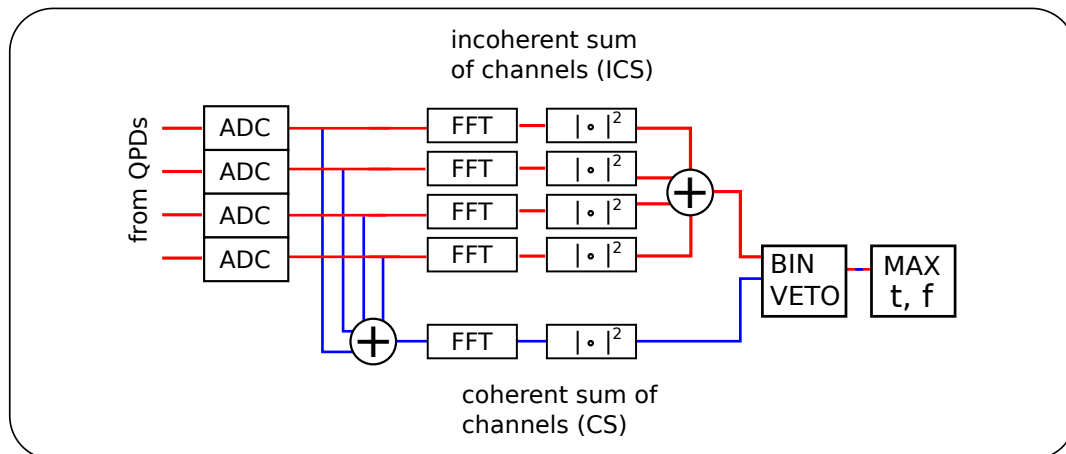 incoherent sum
of channels (ICS)
from QPDs
ADC
FFT
|∘|²
ADC
FFT
|∘|²
ADC
FFT
|∘|²
ADC
FFT
|∘|²
+
BIN
VETO
MAX
t, f
+
FFT
|∘|²
coherent sum of
channels (CS)